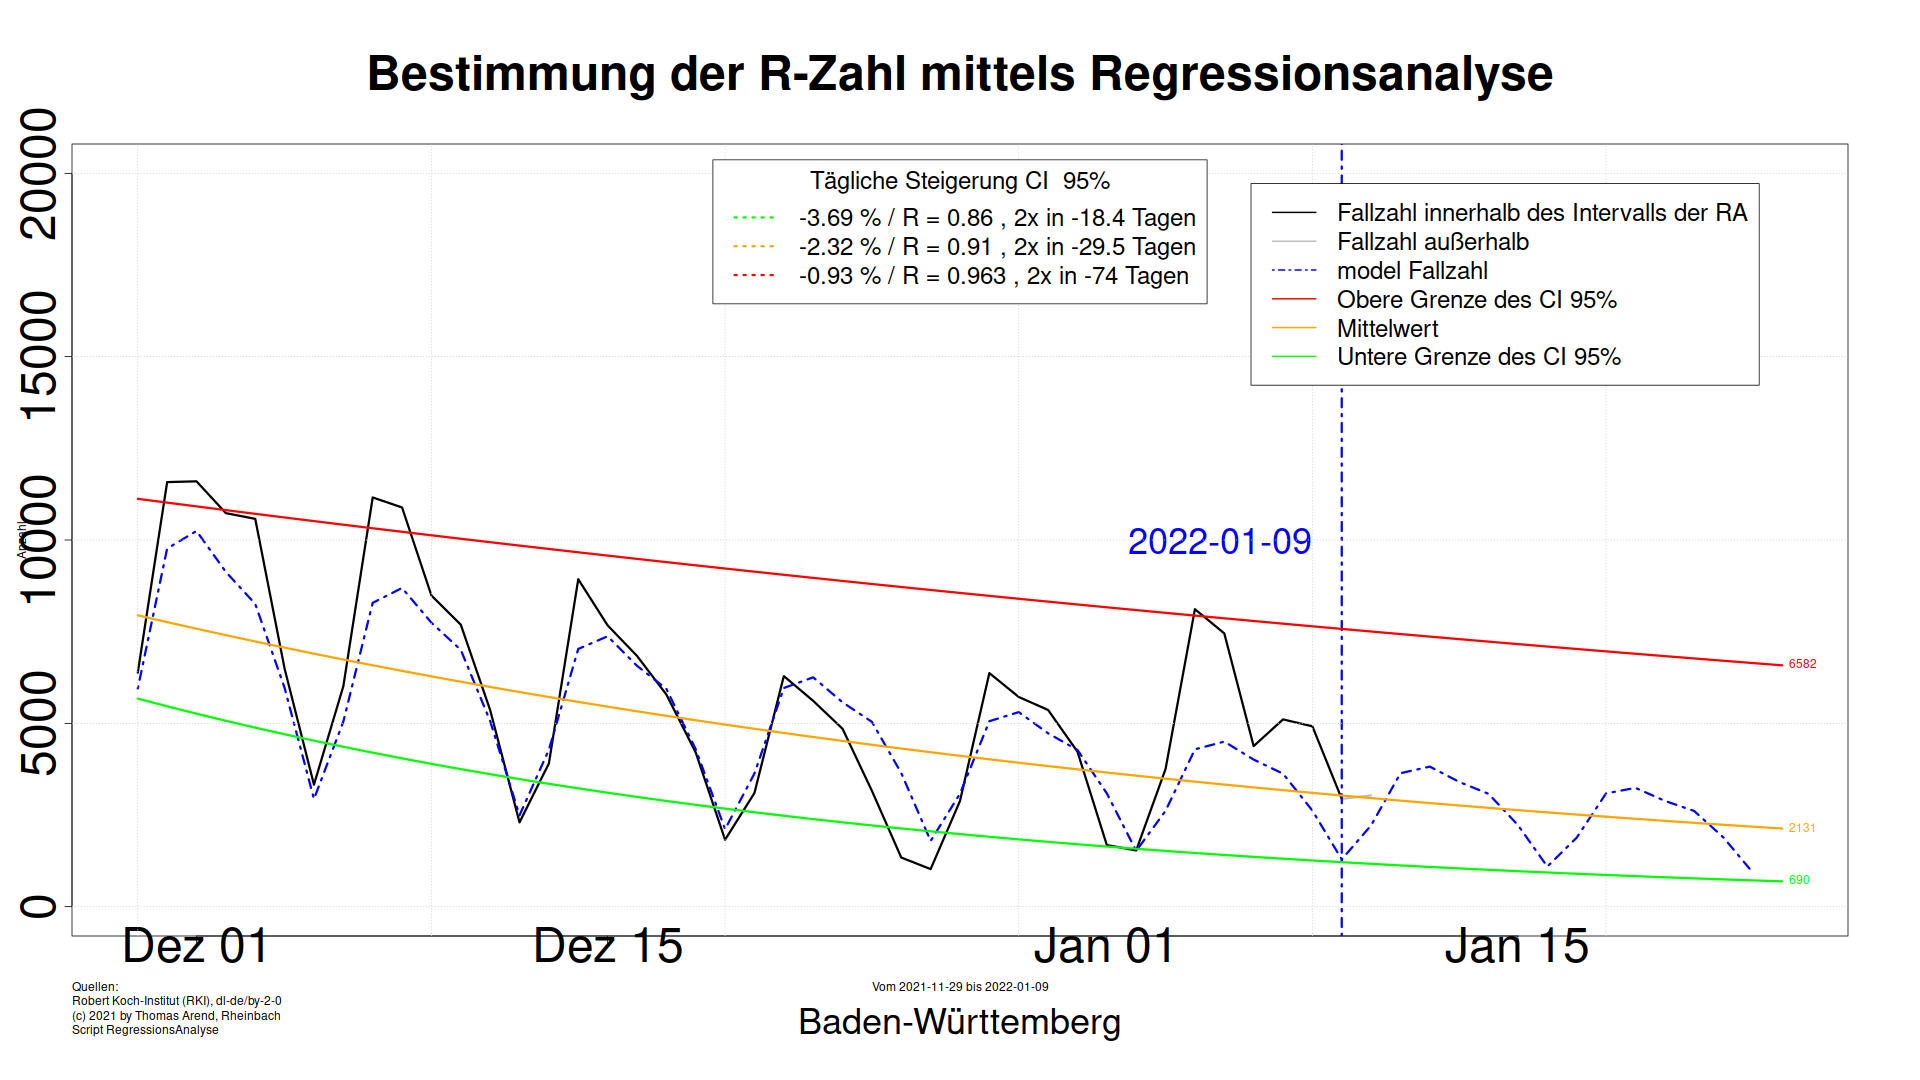 Bestimmung der R-Zahl mittels Regressionsanalyse
Tägliche Steigerung CI  95%
-3.69 % / R = 0.86 , 2x in -18.4 Tagen
-2.32 % / R = 0.91 , 2x in -29.5 Tagen
-0.93 % / R = 0.963 , 2x in -74 Tagen
Fallzahl innerhalb des Intervalls der RA
Fallzahl außerhalb
model Fallzahl
Obere Grenze des CI 95%
Mittelwert
Untere Grenze des CI 95%
20000
15000
10000
5000
0
Anzahl
2022-01-09
6582
2131
690
Dez 01
Dez 15
Jan 01
Jan 15
Quellen:
Robert Koch-Institut (RKI), dl-de/by-2-0
(c) 2021 by Thomas Arend, Rheinbach
Script RegressionsAnalyse
Vom 2021-11-29 bis 2022-01-09
Baden-Württemberg